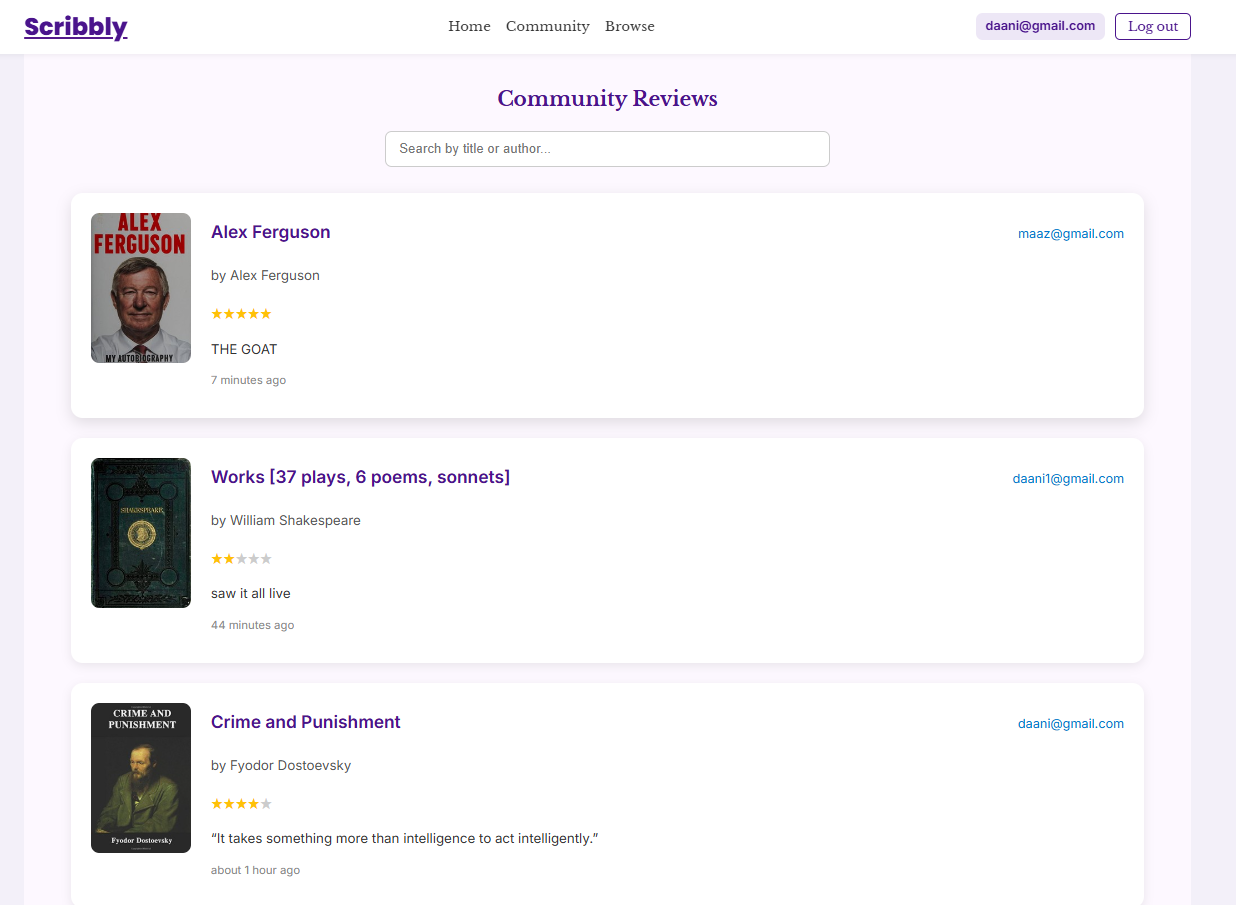 Scribbly
Home Community Browse
daani@gmail.com
Log out
Community Reviews
Search by title or author...
ALEX
FERGUSON
MY AUTOBIOGRAPHY
Alex Ferguson
maaz@gmail.com
by Alex Ferguson
★★★★★
THE GOAT
7 minutes ago
SHAKESPEARE
Works [37 plays, 6 poems, sonnets]
daani1@gmail.com
by William Shakespeare
★★★★★
saw it all live
44 minutes ago
CRIME AND
PUNISHMENT
Fyodor Dostoevsky
Crime and Punishment
daani@gmail.com
by Fyodor Dostoevsky
★★★★★
“It takes something more than intelligence to act intelligently.”
about 1 hour ago